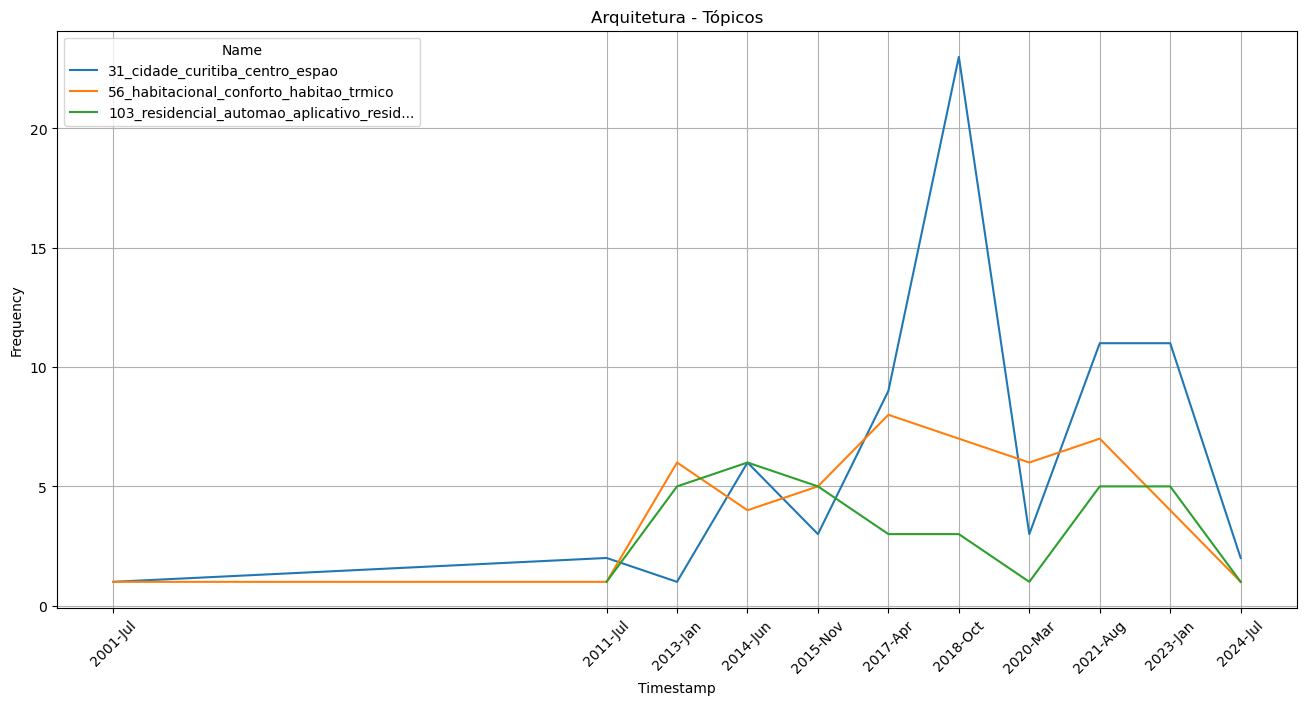 Arquitetura - Tópicos
Name
31_cidade_curitiba_centro_espao
56_habitacional_conforto_habitao_trmico
103_residencial_automao_aplicativo_resid...
Frequency
20
15
10
5
0
2001-Jul
2011-Jul
2013-Jan
2014-Jun
2015-Nov
2017-Apr
2018-Oct
2020-Mar
2021-Aug
2023-Jan
2024-Jul
Timestamp